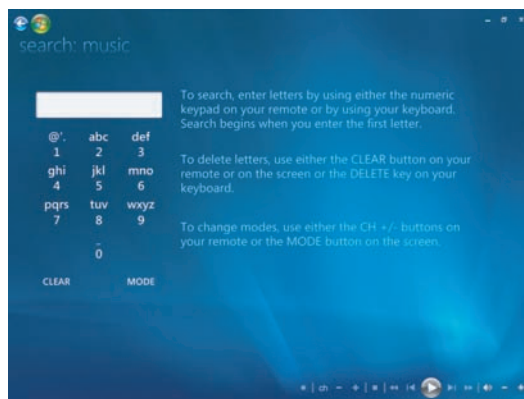 search: music
To search, enter letters by using either the numeric
keypad on your remote or by using your keyboard.
Search begins when you enter the first letter.
To delete letters, use either the CLEAR button on your
remote or on the screen or the DELETE key on your
keyboard.
To change modes, use either the CH +/- buttons on
your remote or the MODE button on the screen.
@'. abc def
1 2 3
ghi jkl mno
4 5 6
pqrs tuv wxyz
7 8 9
_
0
CLEAR MODE
ch - +